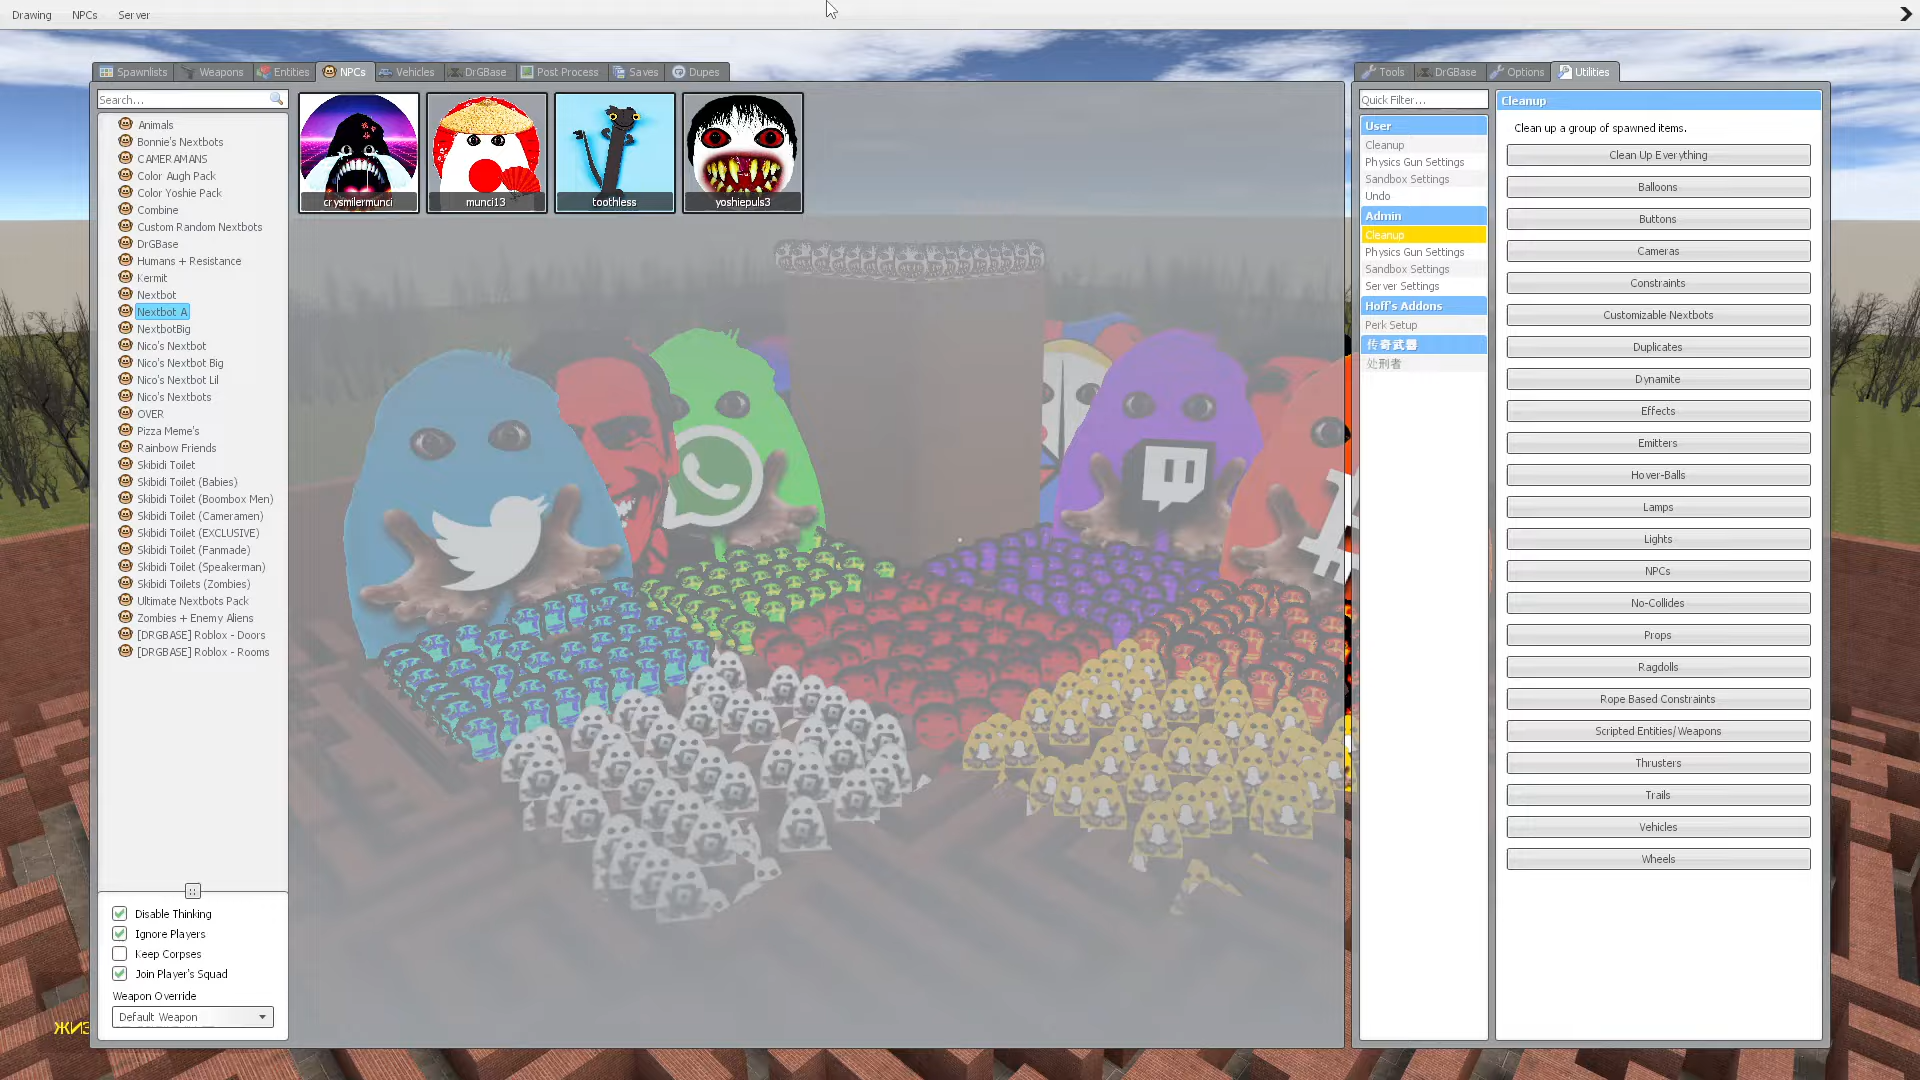 Drawing NPCs Server
Spawnlists Weapons Entities NPCs Vehicles DrGBase Post Process Saves Dupes
Search...
Animals
Bonnie's Nextbots
CAMERAMANS
Color Augh Pack
Color Yoshie Pack
Combine
Custom Random Nextbots
DrGBase
Humans + Resistance
Kermit
Nextbot
Nextbot A
NextbotBig
Nico's Nextbot
Nico's Nextbot Big
Nico's Nextbot Lil
Nico's Nextbots
OVER
Pizza Meme's
Rainbow Friends
Skibidi Toilet
Skibidi Toilet (Babies)
Skibidi Toilet (Boombox Men)
Skibidi Toilet (Cameramen)
Skibidi Toilet (EXCLUSIVE)
Skibidi Toilet (Fanmade)
Skibidi Toilet (Speakerman)
Skibidi Toilets (Zombies)
Ultimate Nextbots Pack
Zombies + Enemy Aliens
[DRGBASE] Roblox - Doors
[DRGBASE] Roblox - Rooms
Disable Thinking
Ignore Players
Keep Corpses
Join Player's Squad
Weapon Override
Default Weapon
ЖИЗ
crysmilermunci munci13 toothless yoshiepuls3
Tools DrGBase Options Utilities
Quick Filter...
User
Cleanup
Physics Gun Settings
Sandbox Settings
Undo
Admin
Cleanup
Physics Gun Settings
Sandbox Settings
Server Settings
Hoff's Addons
Perk Setup
传奇武器
处刑者
Cleanup
Clean up a group of spawned items.
Clean Up Everything
Balloons
Buttons
Cameras
Constraints
Customizable Nextbots
Duplicates
Dynamite
Effects
Emitters
Hover-Balls
Lamps
Lights
NPCs
No-Collides
Props
Ragdolls
Rope Based Constraints
Scripted Entities/Weapons
Thrusters
Trails
Vehicles
Wheels